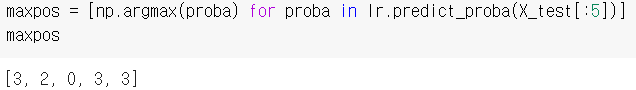 maxpos = [np.argmax(proba) for proba in lr.predict_proba(X_test[:5])]
maxpos
[3, 2, 0, 3, 3]